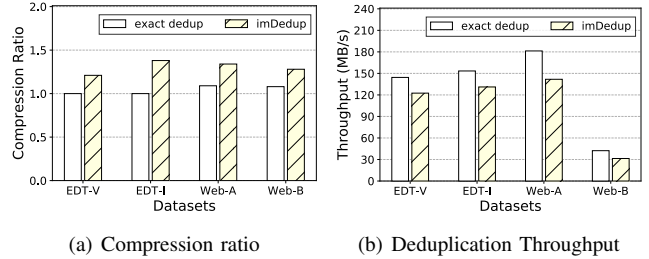 exact dedup imDedup
Compression Ratio
2.0
1.5
1.0
0.5
0.0
EDT-V EDT-I Web-A Web-B
Datasets
(a) Compression ratio
exact dedup imDedup
Throughput (MB/s)
240
210
180
150
120
90
60
30
0
EDT-V EDT-I Web-A Web-B
Datasets
(b) Deduplication Throughput